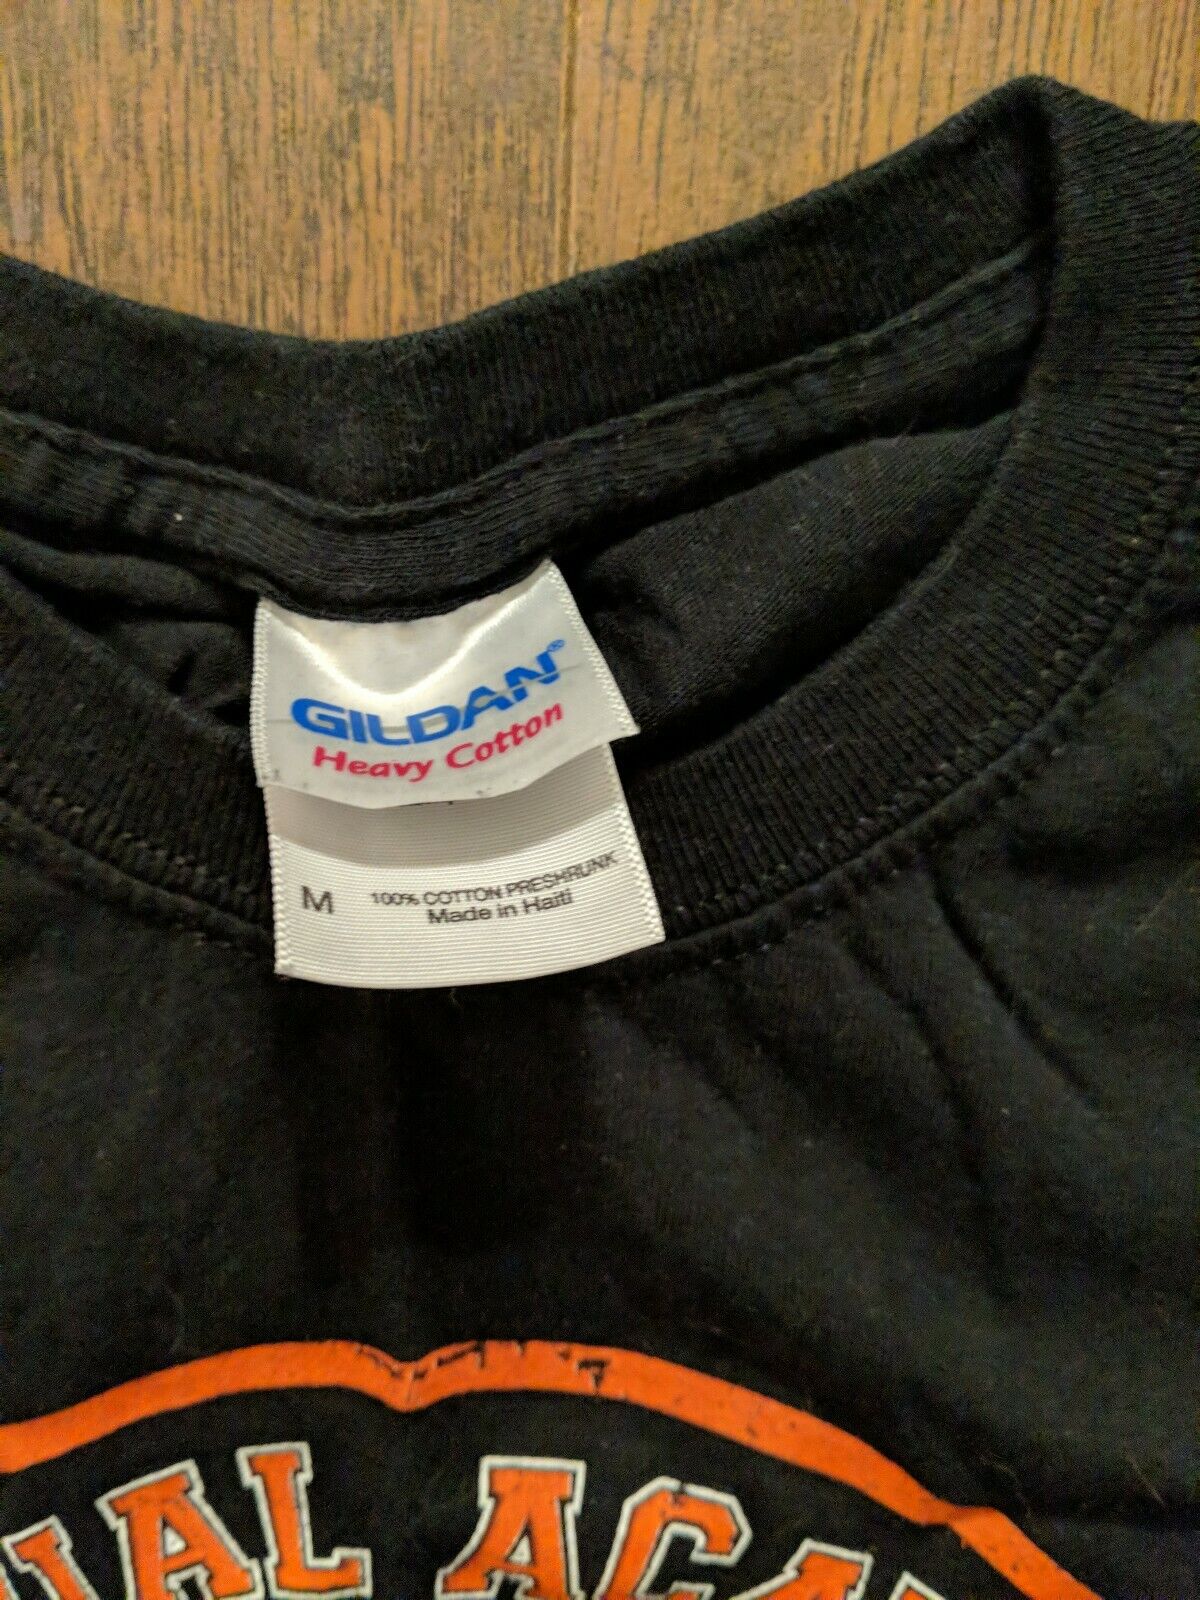 GILDAN®
Heavy Cotton
M
100% COTTON PRESHRUNK
Made in Haiti